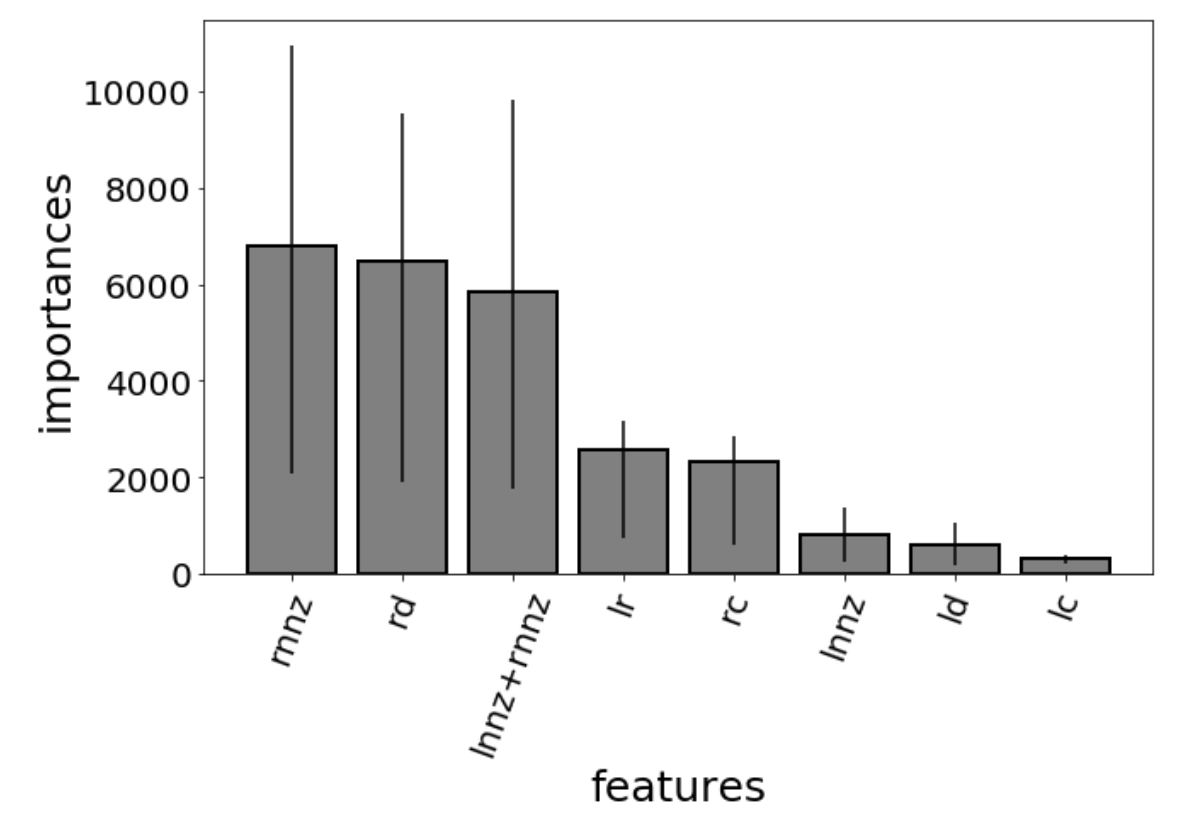 importances
10000
8000
6000
4000
2000
0
rnnz
rd
lnnz+rnnz
lr
rc
lnnz
ld
lc
features